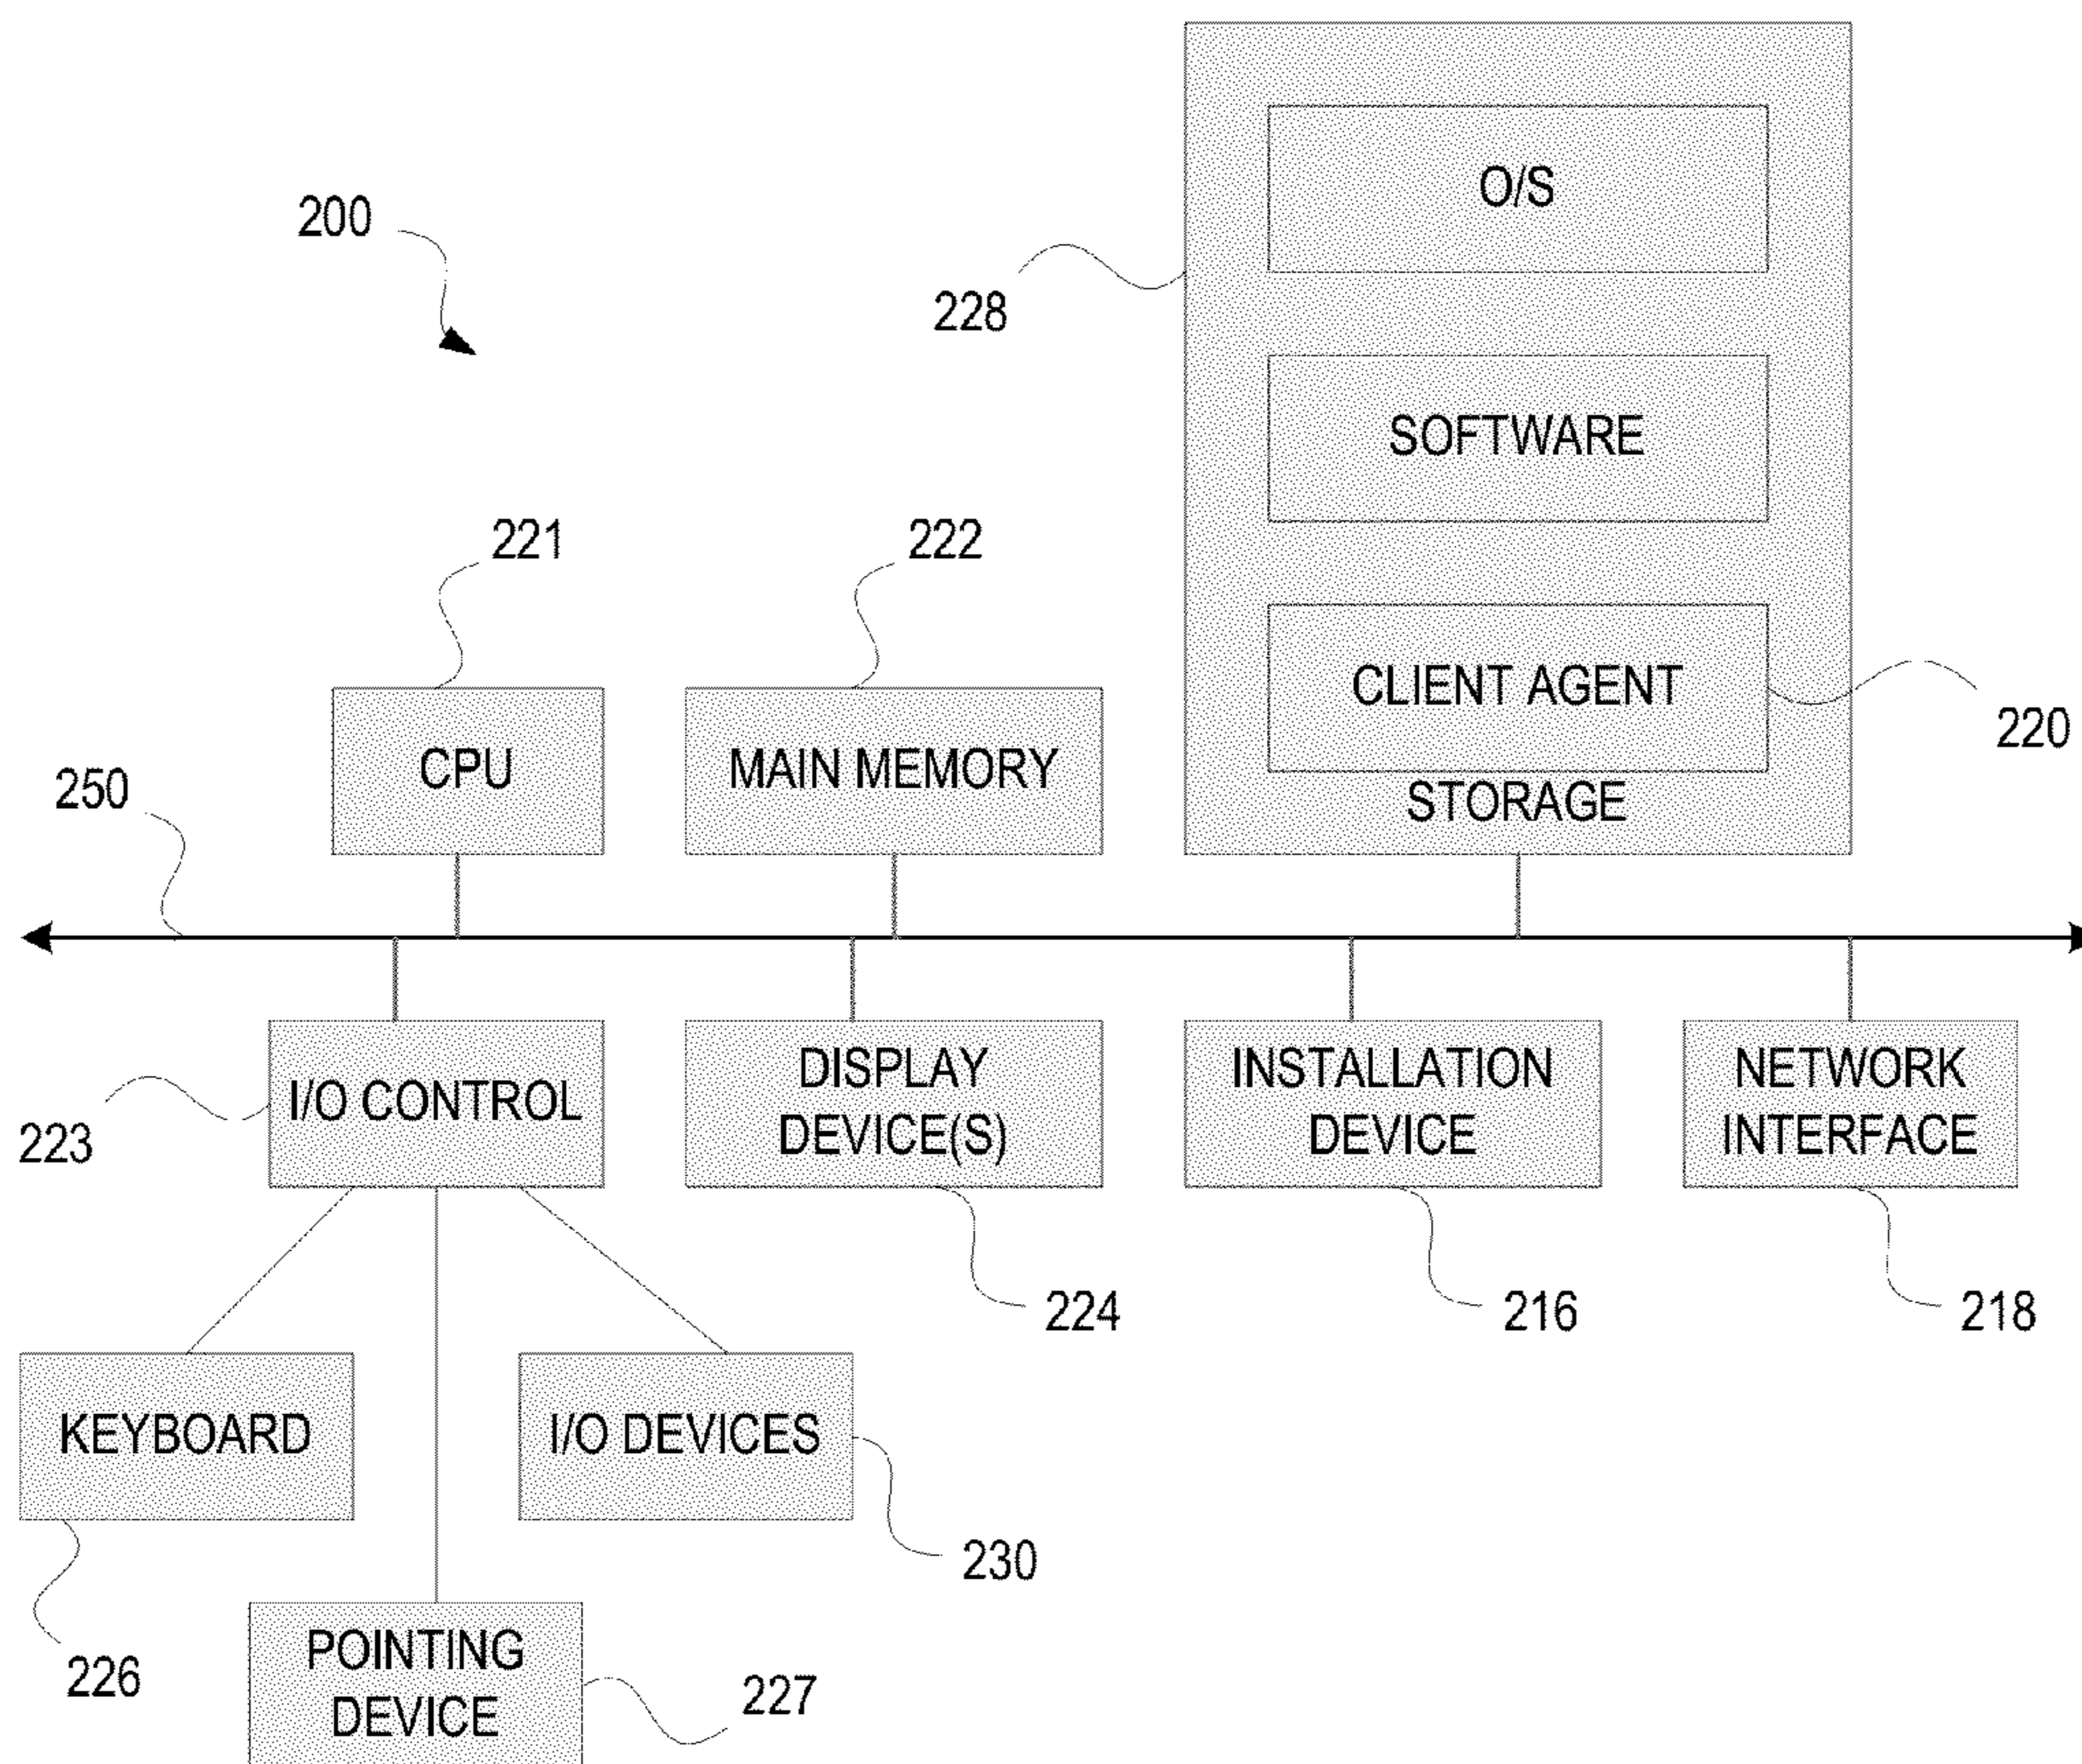 200
228
O/S
SOFTWARE
CLIENT AGENT
220
STORAGE
221
222
CPU
MAIN MEMORY
250
I/O CONTROL
223
DISPLAY
DEVICE(S)
224
INSTALLATION
DEVICE
216
NETWORK
INTERFACE
218
KEYBOARD
226
I/O DEVICES
230
POINTING
DEVICE
227